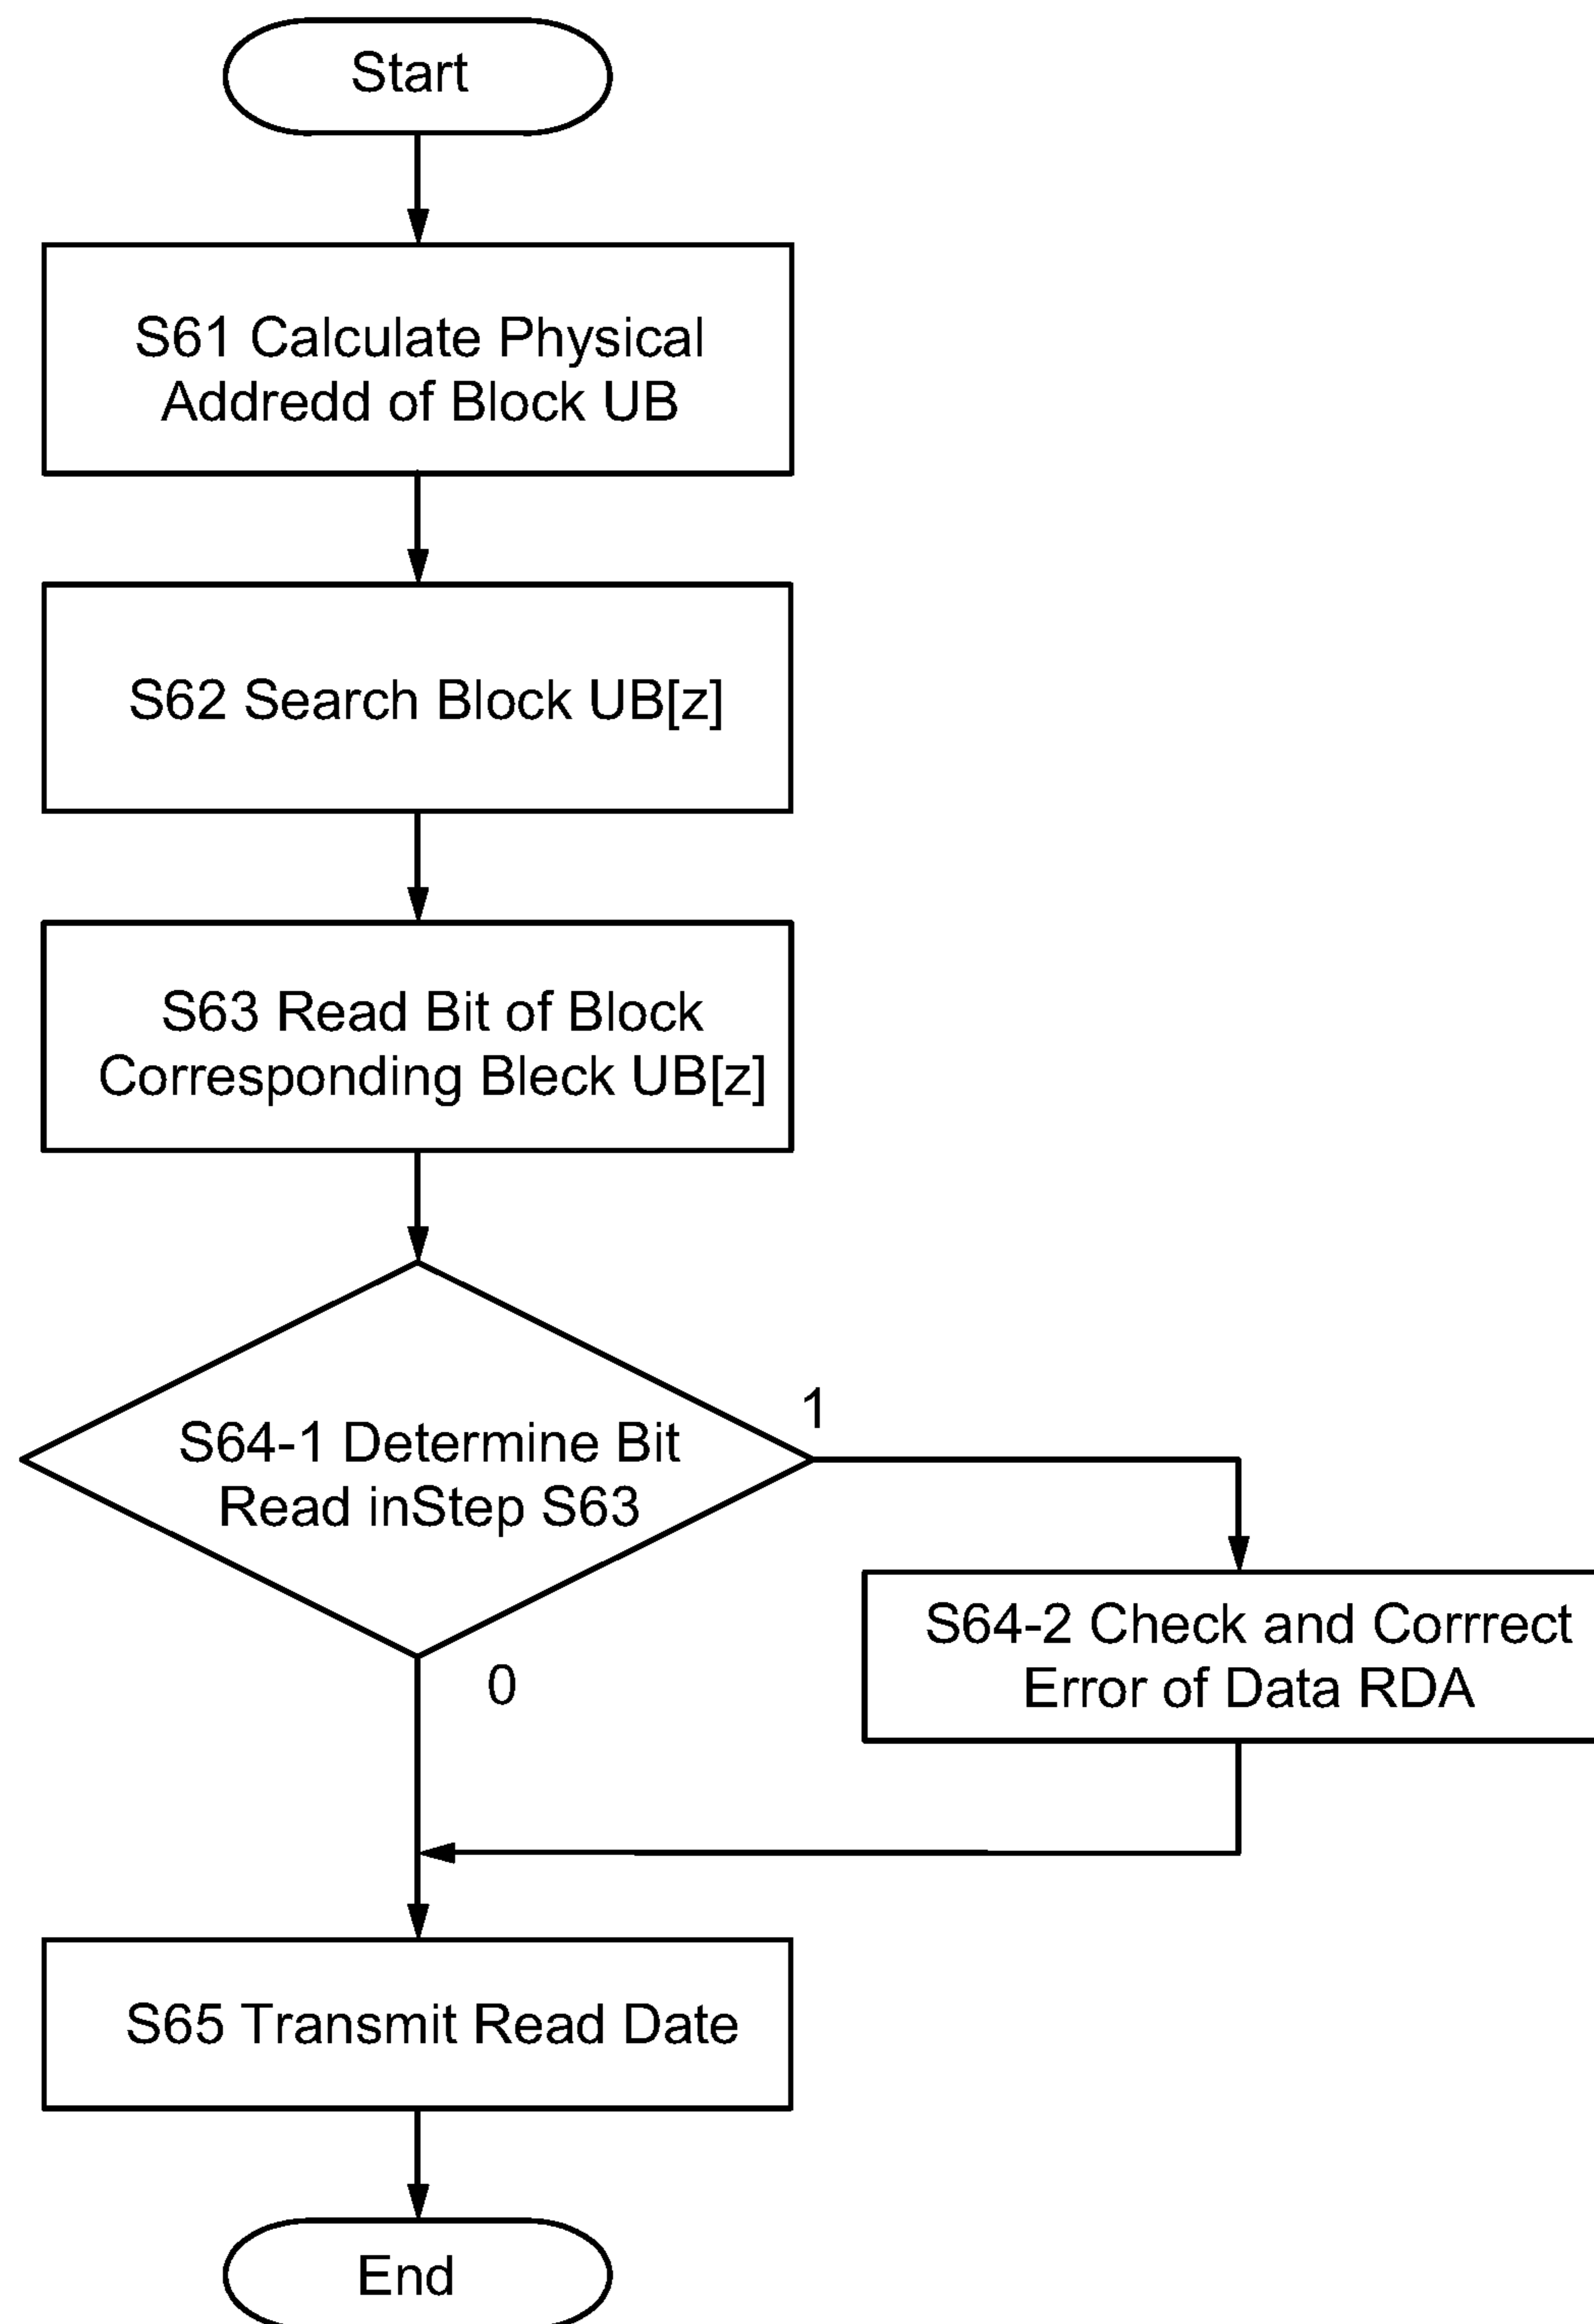 Start
S61 Calculate Physical
Addredd of Block UB
S62 Search Block UB[z]
S63 Read Bit of Block
Corresponding Bleck UB[z]
S64-1 Determine Bit
Read inStep S63
1
0
S64-2 Check and Corrrect
Error of Data RDA
S65 Transmit Read Date
End